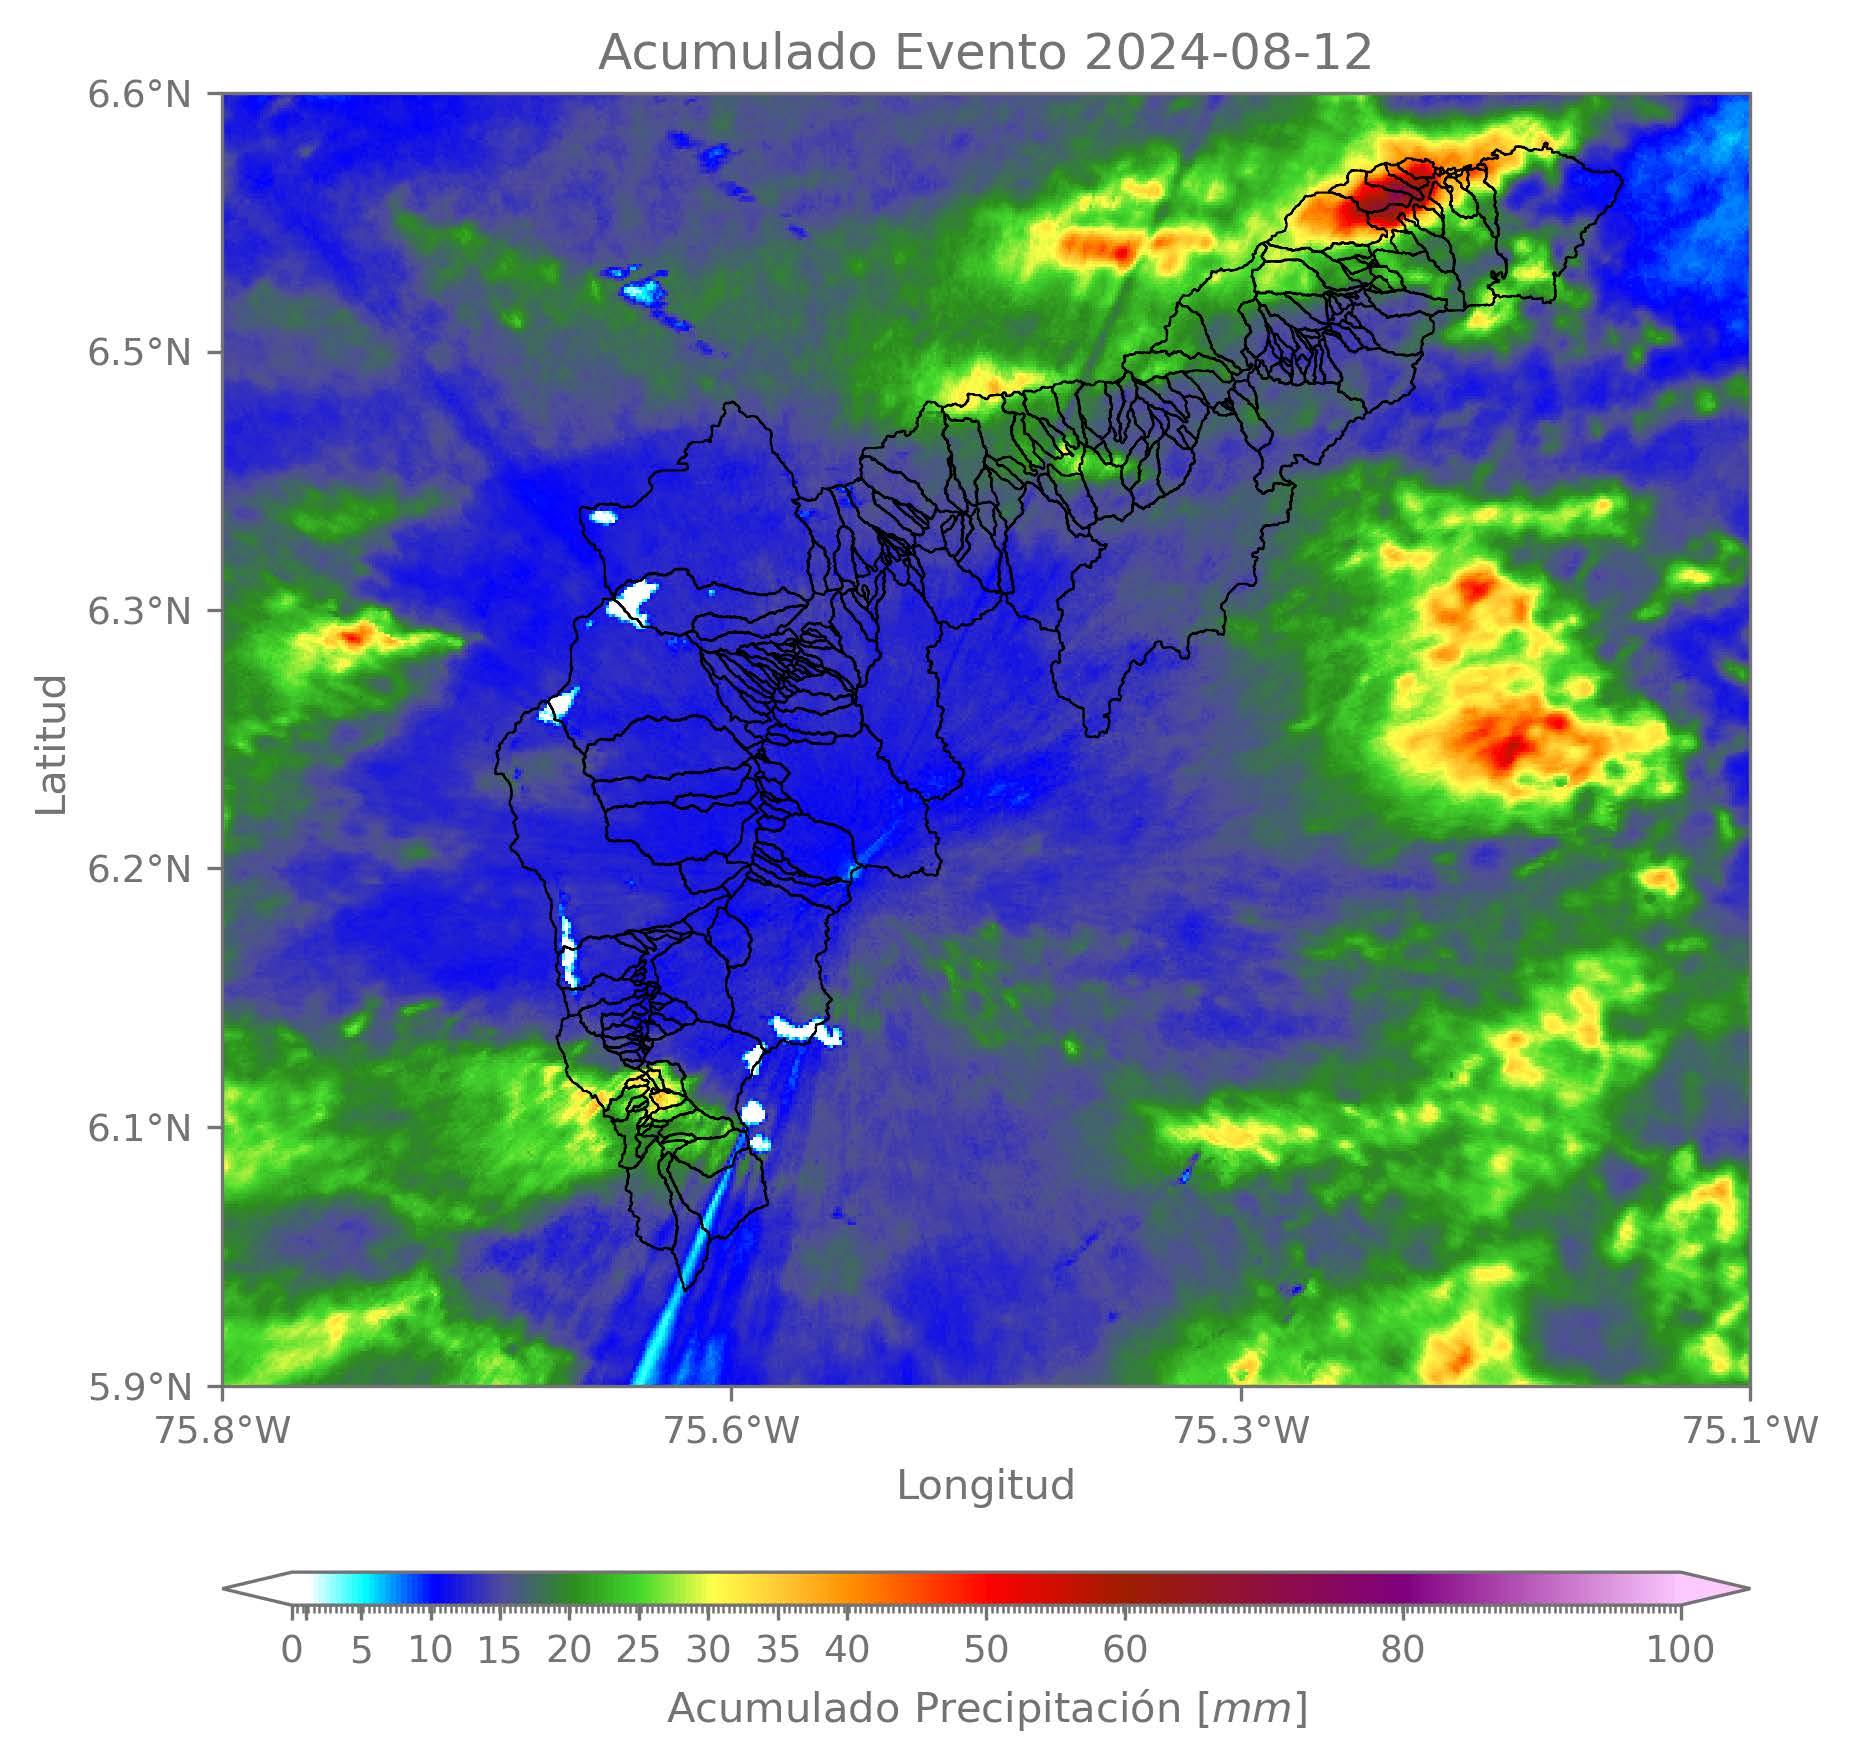 Acumulado Evento 2024-08-12
6.6°N
6.5°N
6.3°N
6.2°N
6.1°N
5.9°N
Latitud
75.8°W 75.6°W 75.3°W 75.1°W
Longitud
0 5 10 15 20 25 30 35 40 50 60 80 100
Acumulado Precipitación [mm]